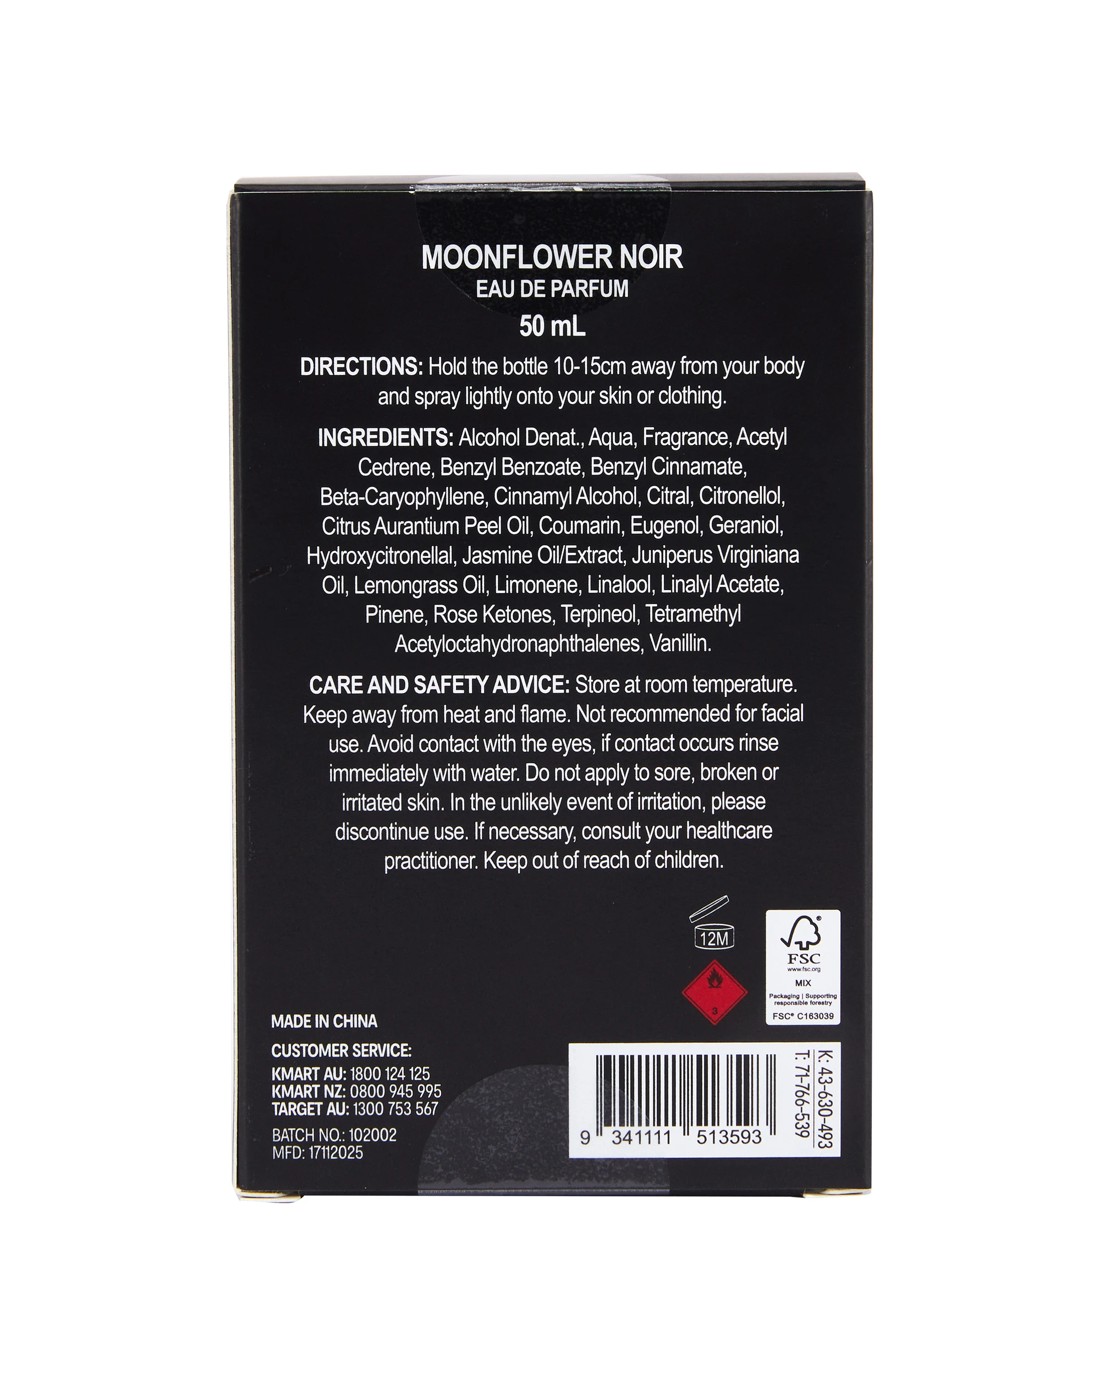 MOONFLOWER NOIR
EAU DE PARFUM
50 mL
DIRECTIONS: Hold the bottle 10-15cm away from your body
and spray lightly onto your skin or clothing.
INGREDIENTS: Alcohol Denat., Aqua, Fragrance, Acetyl
Cedrene, Benzyl Benzoate, Benzyl Cinnamate,
Beta-Caryophyllene, Cinnamyl Alcohol, Citral, Citronellol,
Citrus Aurantium Peel Oil, Coumarin, Eugenol, Geraniol,
Hydroxycitronellal, Jasmine Oil/Extract, Juniperus Virginiana
Oil, Lemongrass Oil, Limonene, Linalool, Linalyl Acetate,
Pinene, Rose Ketones, Terpineol, Tetramethyl
Acetyloctahydronaphthalenes, Vanillin.
CARE AND SAFETY ADVICE: Store at room temperature.
Keep away from heat and flame. Not recommended for facial
use. Avoid contact with the eyes, if contact occurs rinse
immediately with water. Do not apply to sore, broken or
irritated skin. In the unlikely event of irritation, please
discontinue use. If necessary, consult your healthcare
practitioner. Keep out of reach of children.
12M
3
FSC
www.fsc.org
MIX
Packaging | Supporting
responsible forestry
FSC® C163039
MADE IN CHINA
CUSTOMER SERVICE:
KMART AU: 1800 124 125
KMART NZ: 0800 945 995
TARGET AU: 1300 753 567
BATCH NO.: 102002
MFD: 17112025
9 341111 513593
K: 43-630-493
T: 71-766-539